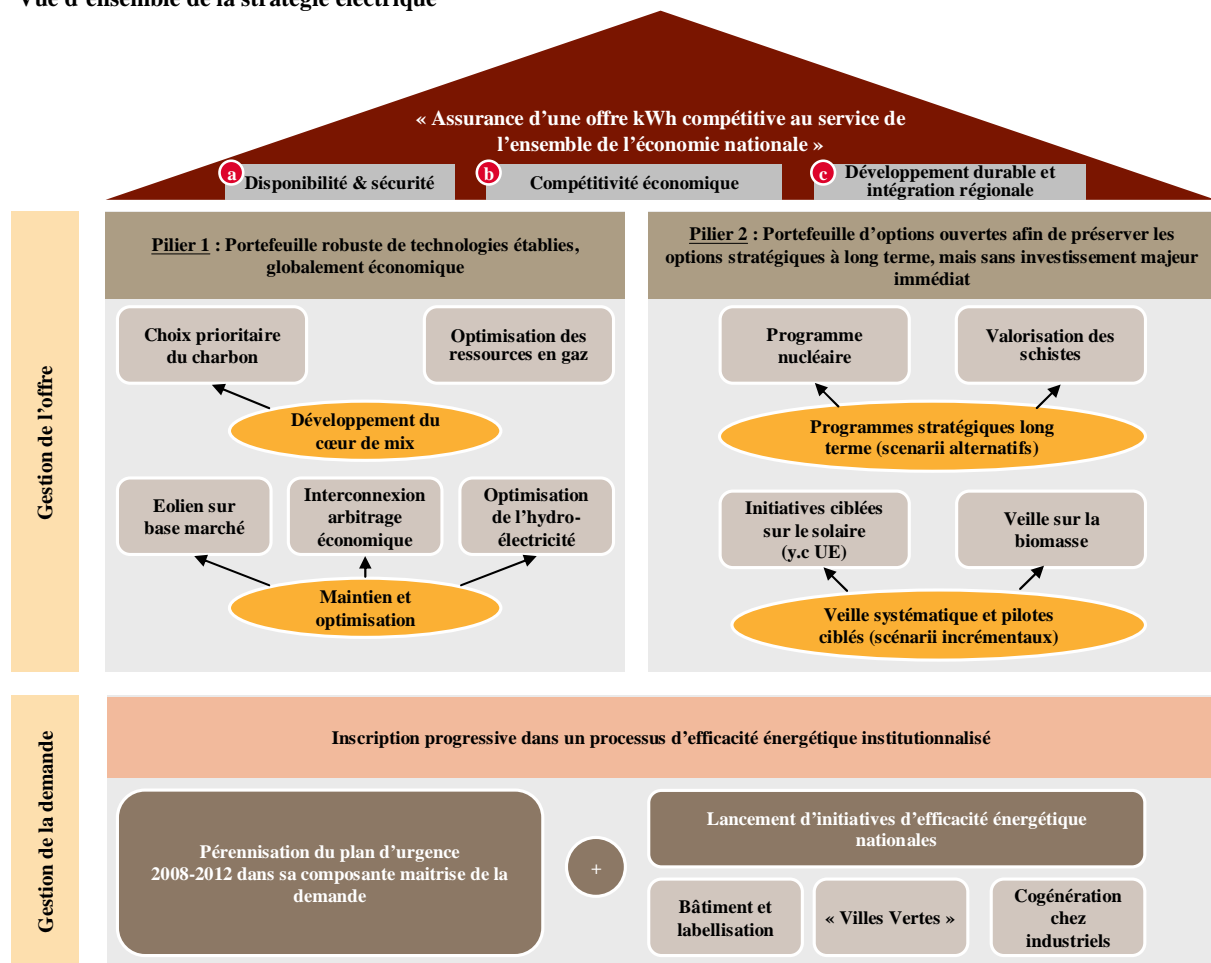 Vue d'ensemble de la stratégie électrique
« Assurance d'une offre kWh compétitive au service de
l'ensemble de l'économie nationale »
a
Disponibilité & sécurité
b
Compétitivité économique
c
Développement durable et
intégration régionale
Gestion de l'offre
Pilier 1 : Portefeuille robuste de technologies établies,
globalement économique
Choix prioritaire
du charbon
Optimisation des
ressources en gaz
Développement du
cœur de mix
Eolien sur
base marché
Interconnexion
arbitrage
économique
Optimisation
de l'hydro-
électricité
Maintien et
optimisation
Pilier 2 : Portefeuille d'options ouvertes afin de préserver les
options stratégiques à long terme, mais sans investissement majeur
immédiat
Programme
nucléaire
Valorisation des
schistes
Programmes stratégiques long
terme (scenarii alternatifs)
Initiatives ciblées
sur le solaire
(y.c UE)
Veille sur la
biomasse
Veille systématique et pilotes
ciblés (scénarii incrémentaux)
Gestion de la demande
Inscription progressive dans un processus d'efficacité énergétique institutionnalisé
Pérennisation du plan d'urgence
2008-2012 dans sa composante maitrise de la
demande
+
Lancement d'initiatives d'efficacité énergétique
nationales
Bâtiment et
labellisation
« Villes Vertes »
Cogénération
chez
industriels